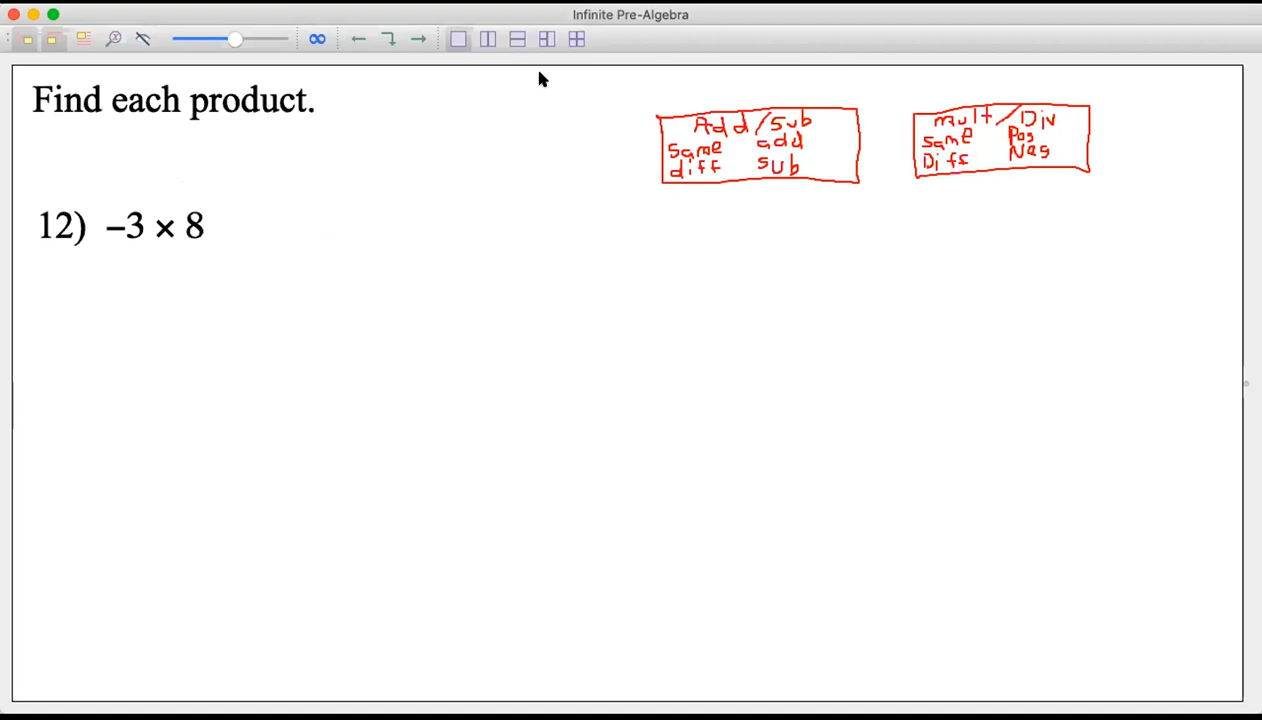 Infinite Pre-Algebra
Find each product.
Add/Sub
same add
diff sub
mult/Div
same Pos
Diff Neg
12) −3 × 8